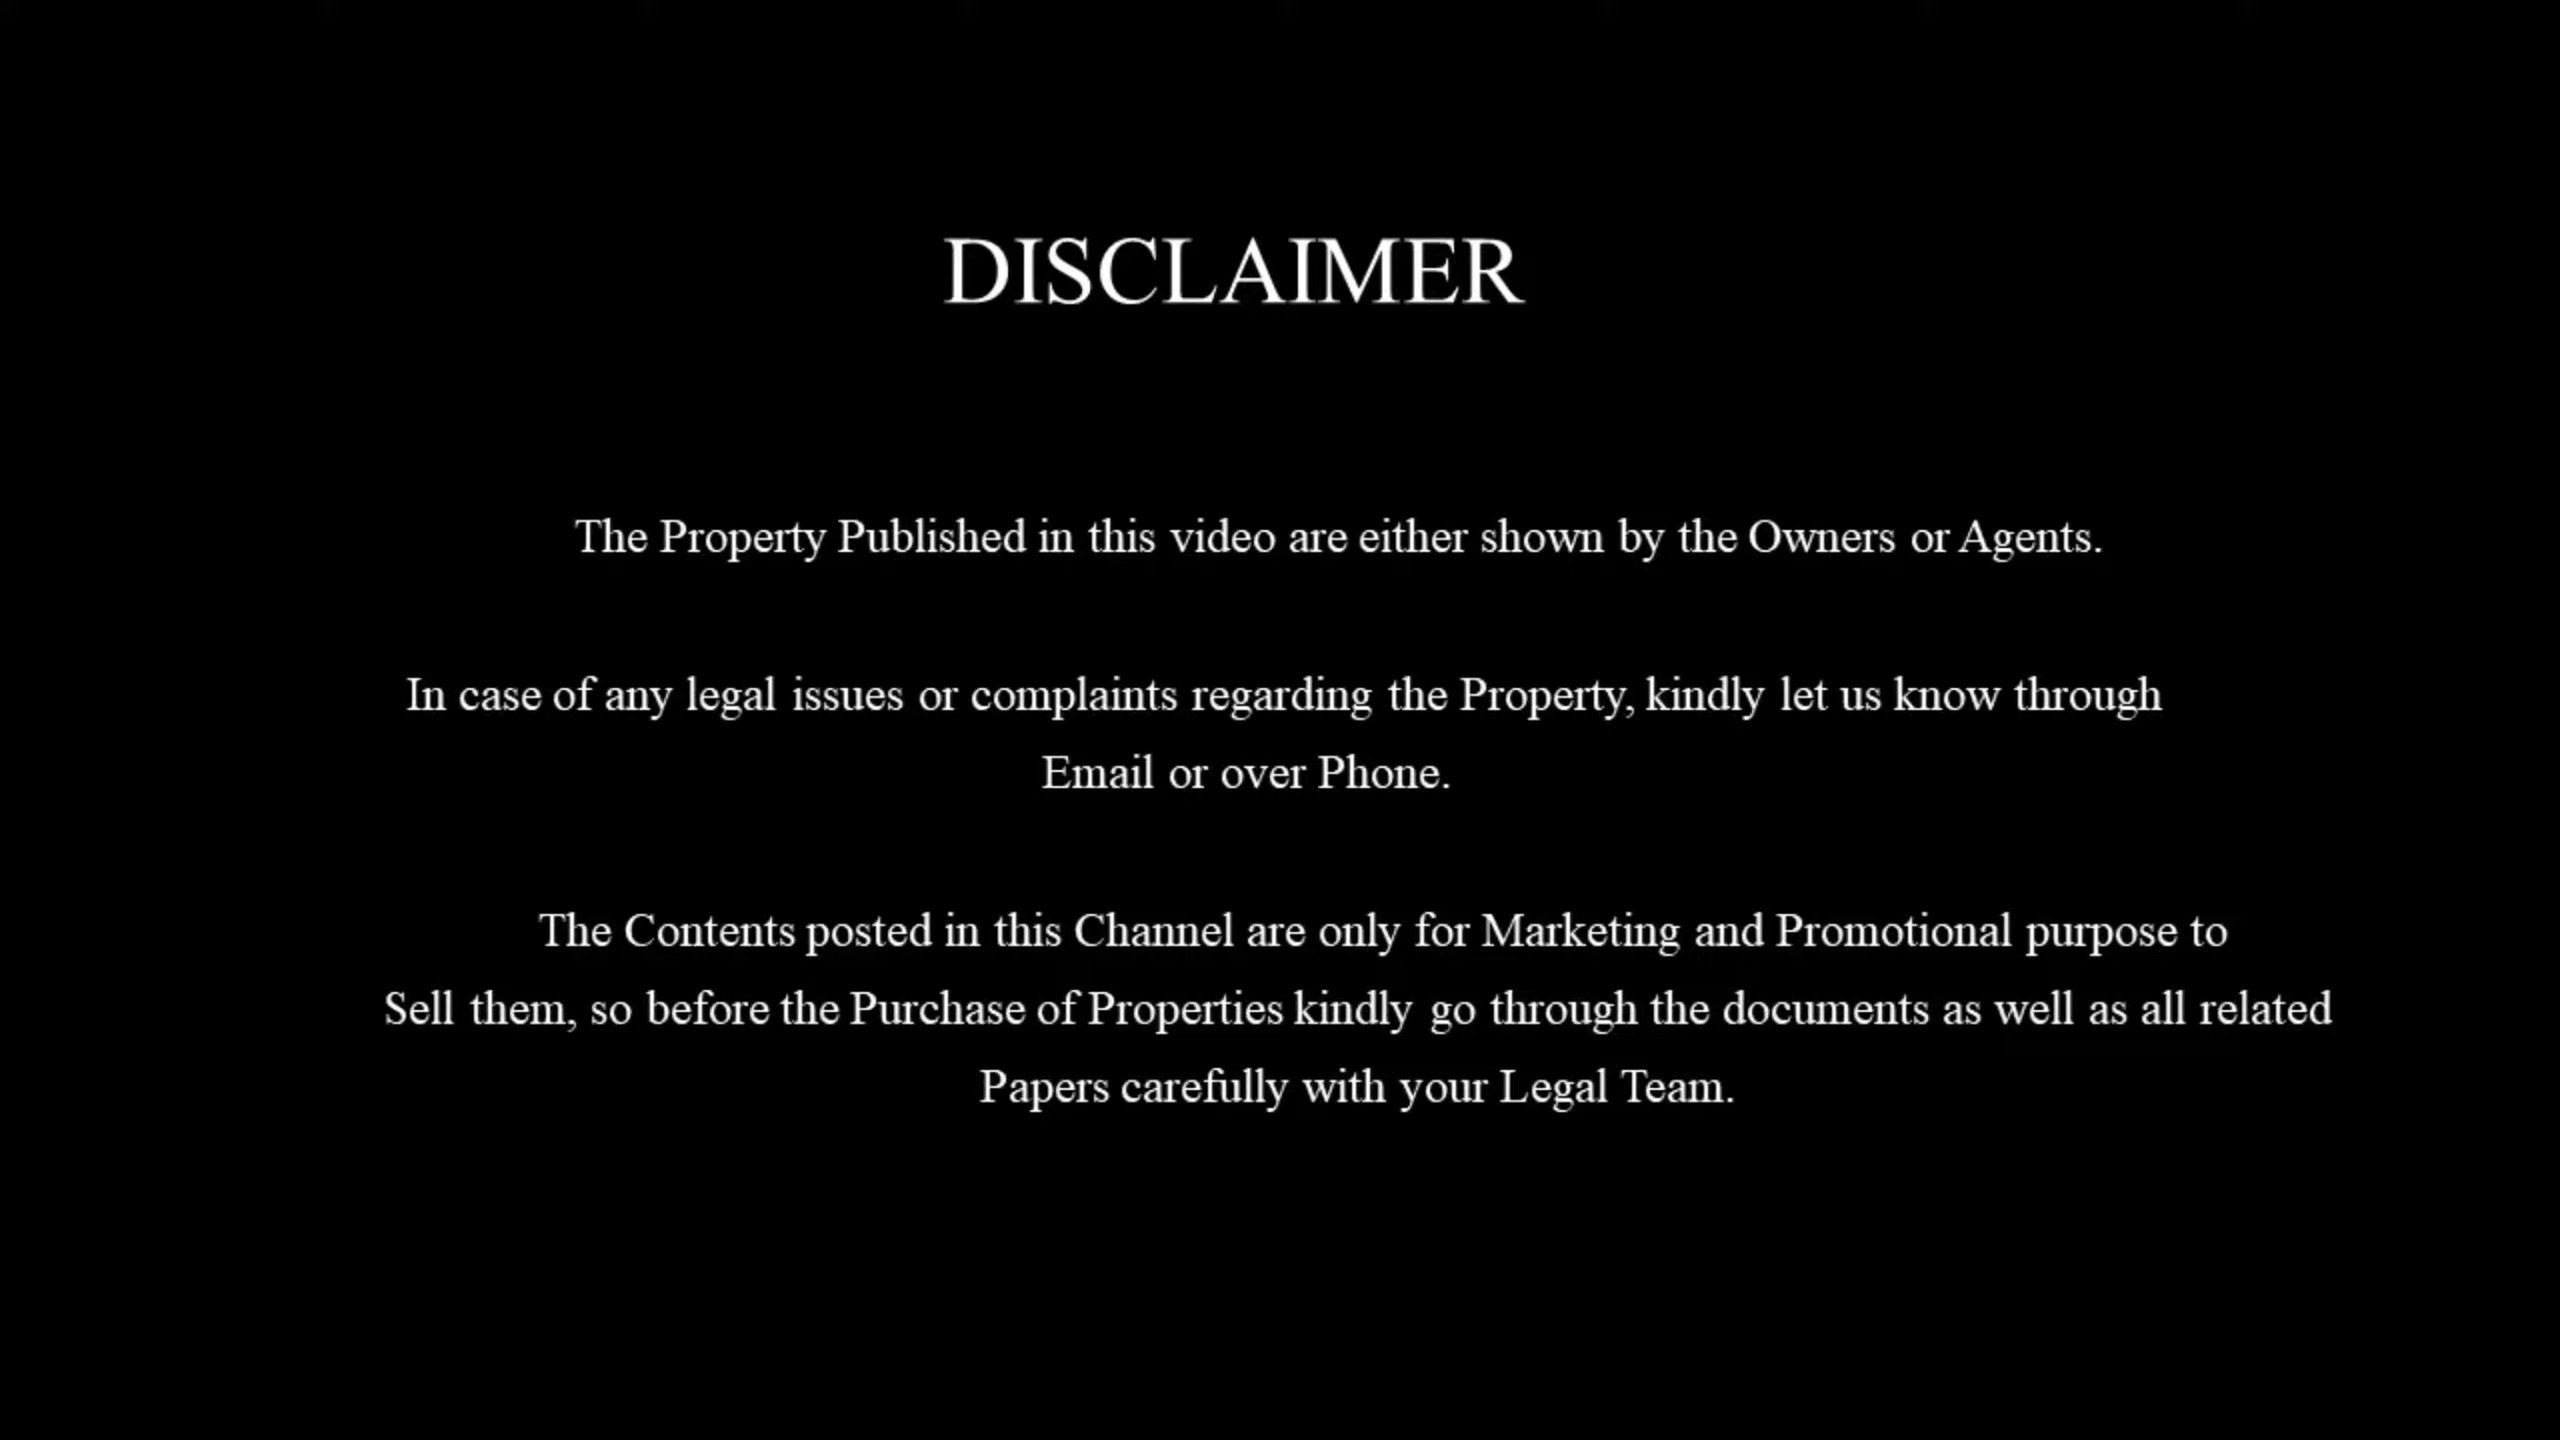 DISCLAIMER
The Property Published in this video are either shown by the Owners or Agents.
In case of any legal issues or complaints regarding the Property, kindly let us know through
Email or over Phone.
The Contents posted in this Channel are only for Marketing and Promotional purpose to
Sell them, so before the Purchase of Properties kindly go through the documents as well as all related
Papers carefully with your Legal Team.